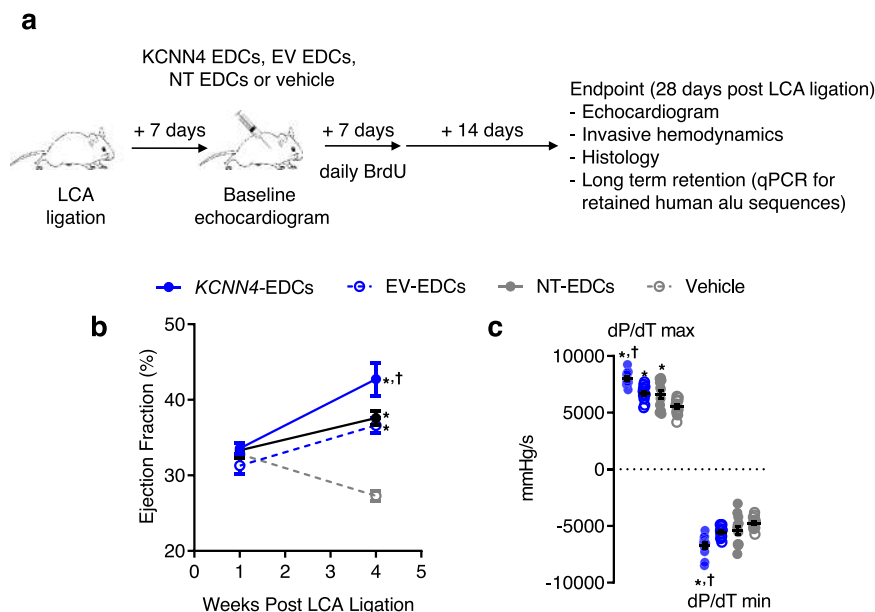 a
KCNN4 EDCs, EV EDCs,
NT EDCs or vehicle
+ 7 days
+ 7 days
daily BrdU
+ 14 days
LCA
ligation
Baseline
echocardiogram
Endpoint (28 days post LCA ligation)
- Echocardiogram
- Invasive hemodynamics
- Histology
- Long term retention (qPCR for
retained human alu sequences)
KCNN4-EDCs
EV-EDCs
NT-EDCs
Vehicle
b
Ejection Fraction (%)
50
40
30
20
*,†
*
*
0 1 2 3 4 5
Weeks Post LCA Ligation
c
dP/dT max
*,†
*
*
mmHg/s
10000
5000
0
-5000
-10000
*,†
dP/dT min